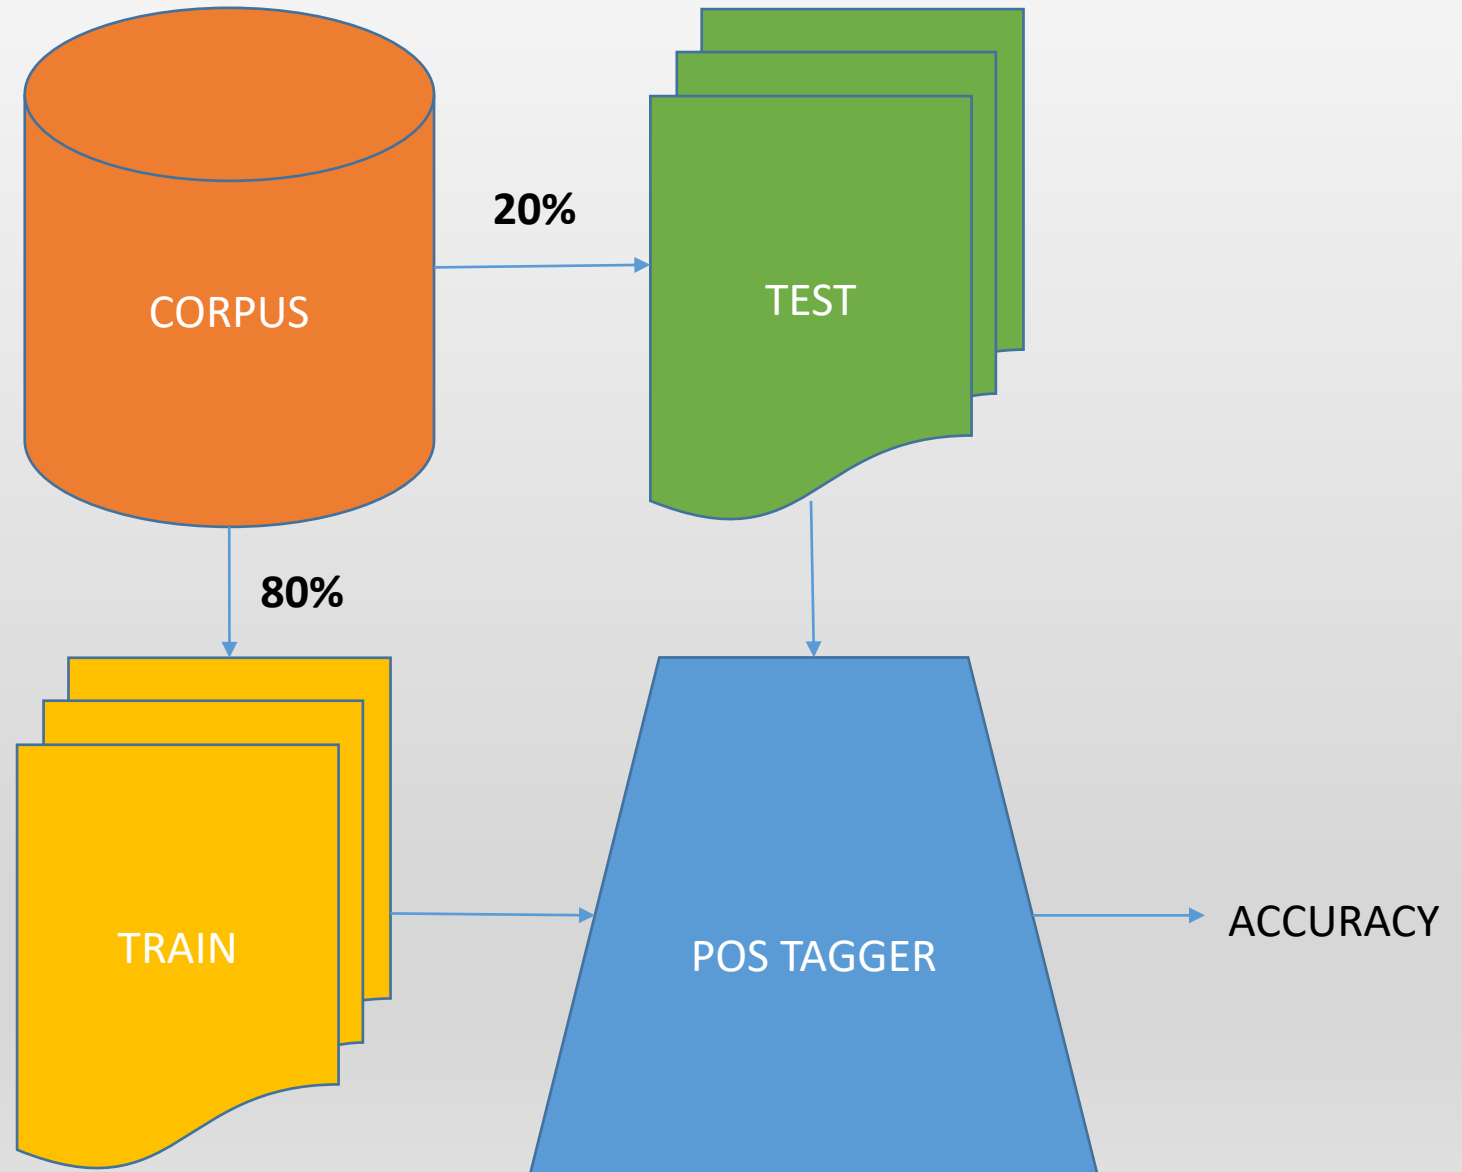 CORPUS
20%
TEST
80%
TRAIN
POS TAGGER
ACCURACY